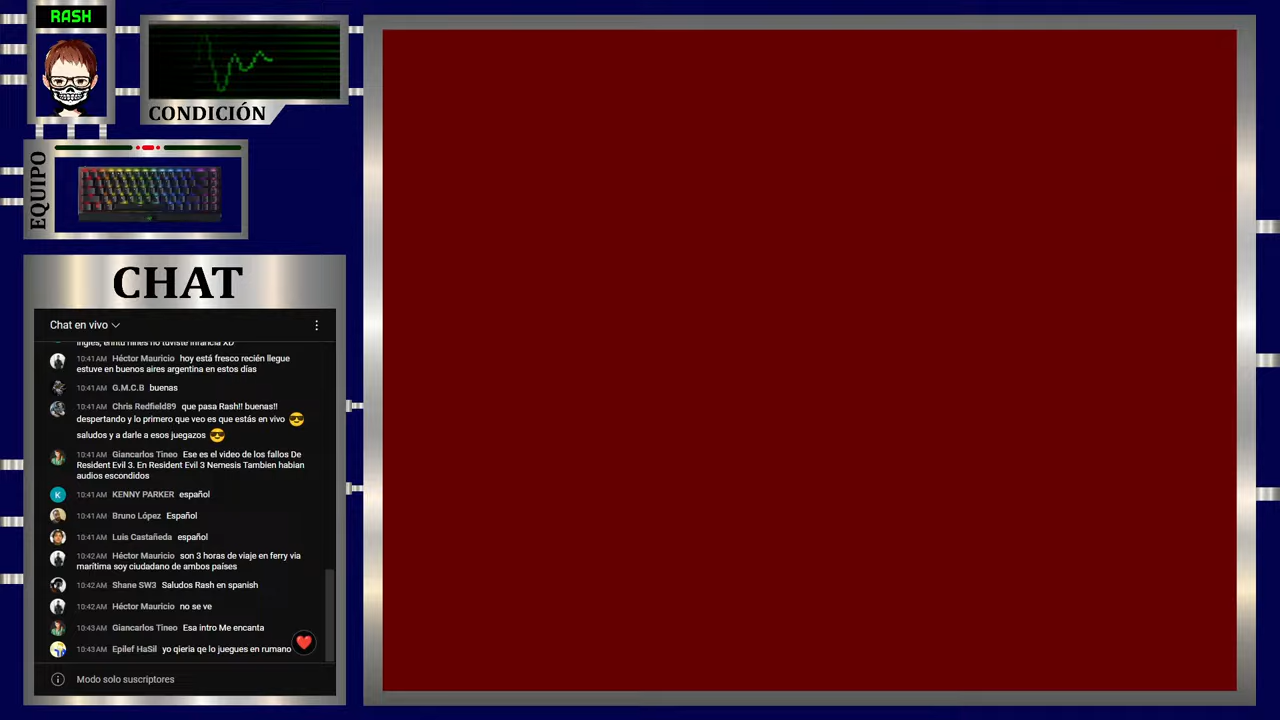 RASH
CONDICIÓN
EQUIPO
CHAT
Chat en vivo
10:41 AM Héctor Mauricio hoy está fresco recién llegue
estuve en buenos aires argentina en estos días
10:41 AM G.M.C.B buenas
10:41 AM Chris Redfield89 que pasa Rash!! buenas!!
despertando y lo primero que veo es que estás en vivo 😎
saludos y a darle a esos juegazos 😎
10:41 AM Giancarlos Tineo Ese es el video de los fallos De
Resident Evil 3. En Resident Evil 3 Nemesis Tambien habian
audios escondidos
K 10:41 AM KENNY PARKER español
10:41 AM Bruno López Español
10:41 AM Luis Castañeda español
10:42 AM Héctor Mauricio son 3 horas de viaje en ferry via
marítima soy ciudadano de ambos países
10:42 AM Shane SW3 Saludos Rash en spanish
10:42 AM Héctor Mauricio no se ve
10:43 AM Giancarlos Tineo Esa intro Me encanta
10:43 AM Epilef HaSil yo qieria qe lo juegues en rumano
Modo solo suscriptores